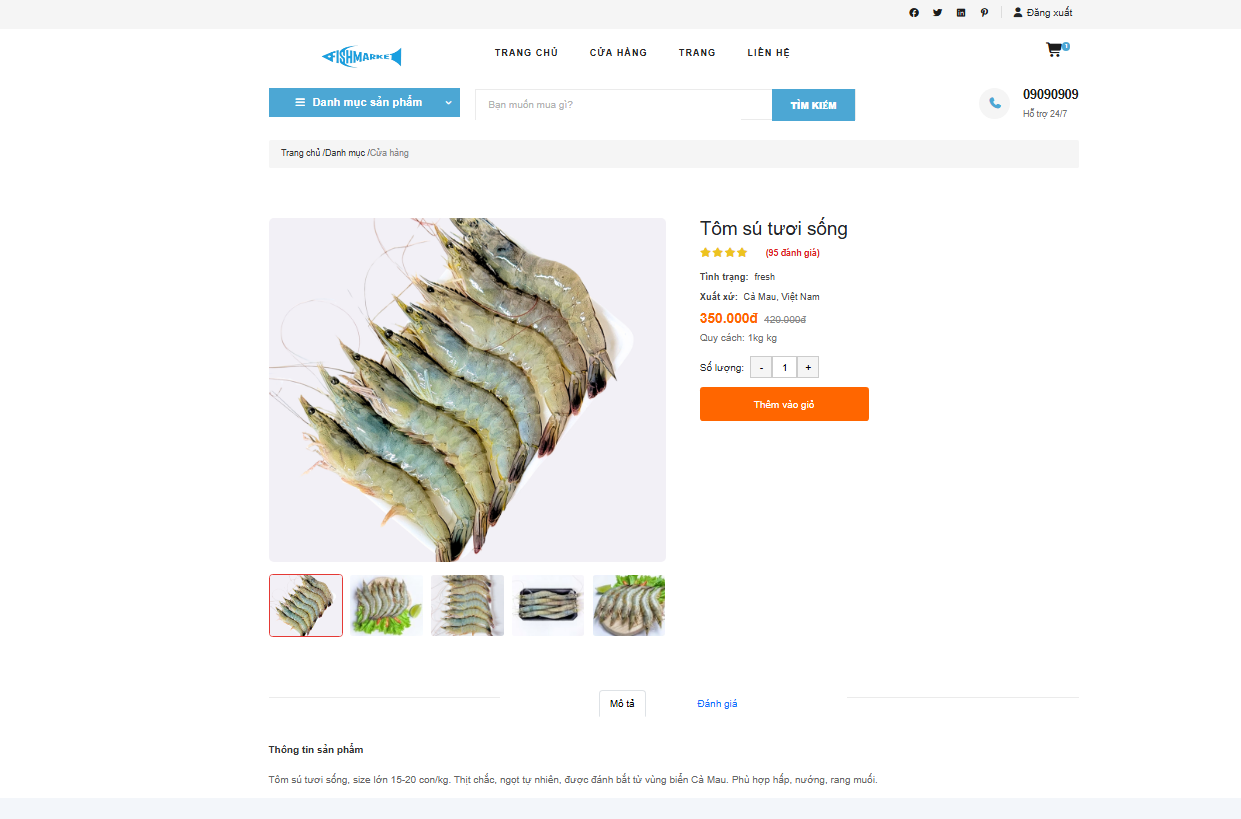 Đăng xuất
FISHMARKET
TRANG CHỦ CỬA HÀNG TRANG LIÊN HỆ
1
Danh mục sản phẩm
Bạn muốn mua gì?
TÌM KIẾM
09090909
Hỗ trợ 24/7
Trang chủ /Danh mục /Cửa hàng
Tôm sú tươi sống
(95 đánh giá)
Tình trạng: fresh
Xuất xứ: Cà Mau, Việt Nam
350.000đ 420.000đ
Quy cách: 1kg kg
Số lượng: - 1 +
Thêm vào giỏ
Mô tả Đánh giá
Thông tin sản phẩm
Tôm sú tươi sống, size lớn 15-20 con/kg. Thịt chắc, ngọt tự nhiên, được đánh bắt từ vùng biển Cà Mau. Phù hợp hấp, nướng, rang muối.